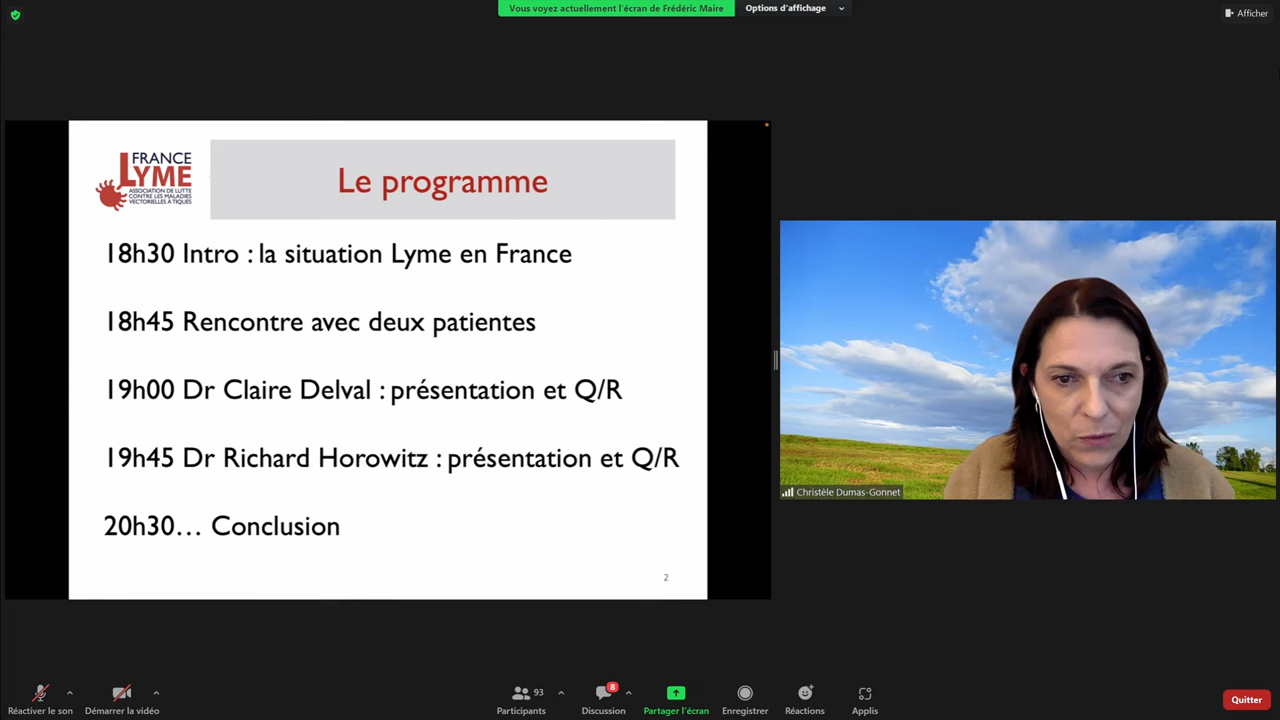 Vous voyez actuellement l'écran de Frédéric Maire
Options d'affichage
Afficher
FRANCE
LYME
ASSOCIATION DE LUTTE
CONTRE LES MALADIES
VECTORIELLES À TIQUES
Le programme
18h30 Intro : la situation Lyme en France
18h45 Rencontre avec deux patientes
19h00 Dr Claire Delval : présentation et Q/R
19h45 Dr Richard Horowitz : présentation et Q/R
20h30… Conclusion
2
Christèle Dumas-Gonnet
Réactiver le son
Démarrer la vidéo
93
Participants
8
Discussion
Partager l'écran
Enregistrer
Réactions
Applis
Quitter